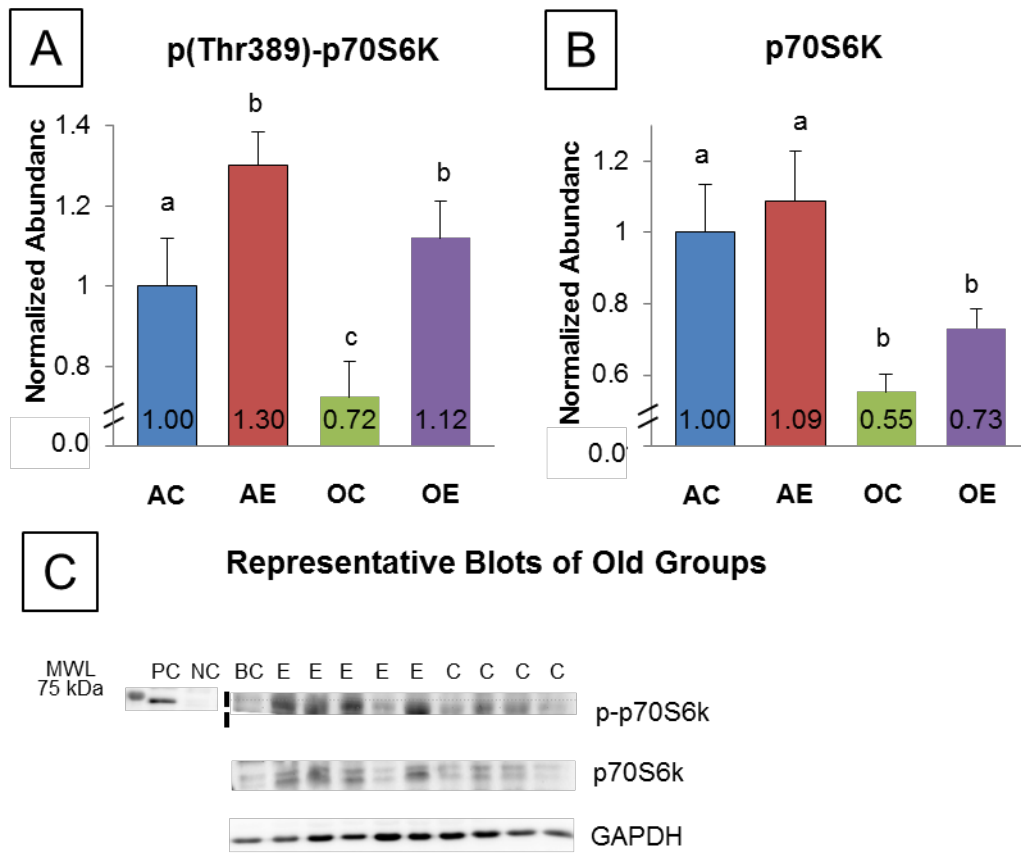 A
p(Thr389)-p70S6K
Normalized Abundanc
1.4
1.2
1
0.8
0.0
a
b
c
b
1.00
1.30
0.72
1.12
AC
AE
OC
OE
B
p70S6K
Normalized Abundanc
1.2
1
0.8
0.6
0.0
a
a
b
b
1.00
1.09
0.55
0.73
AC
AE
OC
OE
C
Representative Blots of Old Groups
MWL
75 kDa
PC NC BC E E E E E C C C C
p-p70S6k
p70S6k
GAPDH